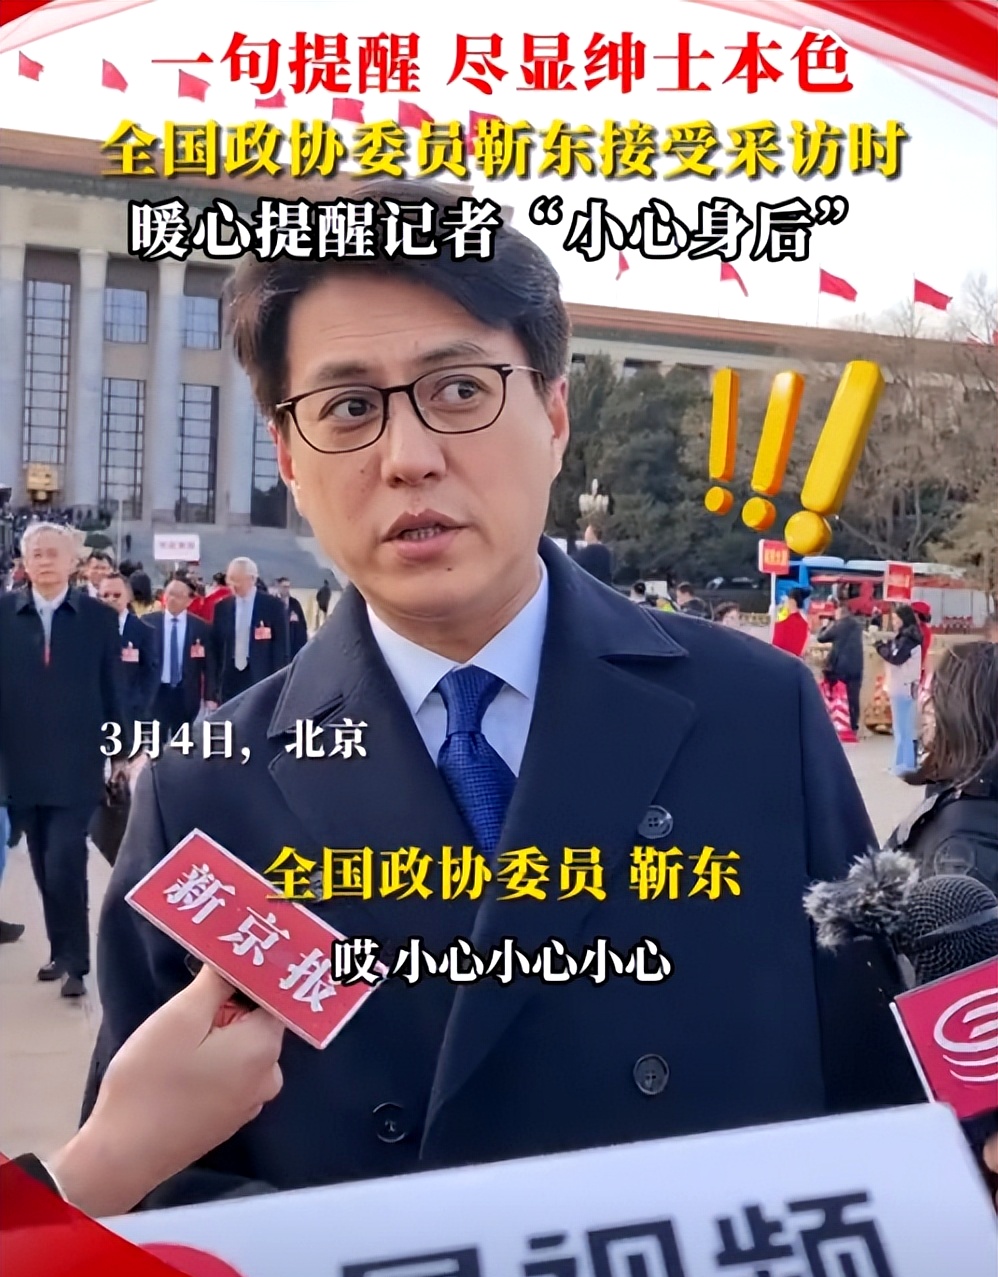 一句提醒 尽显绅士本色
全国政协委员靳东接受采访时
暖心提醒记者“小心身后”
3月4日，北京
全国政协委员 靳东
新京报
哎 小心小心小心
视频